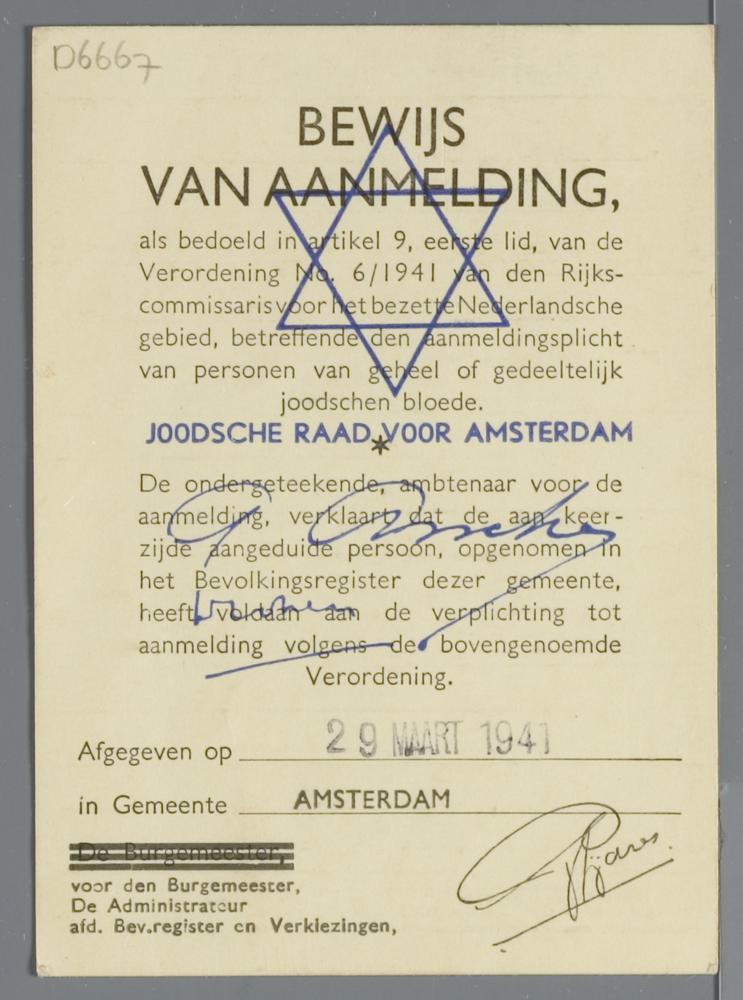 D6667
BEWIJS
VAN AANMELDING,
als bedoeld in artikel 9, eerste lid, van de
Verordening No. 6/1941 van den Rijks-
commissaris voor het bezette Nederlandsche
gebied, betreffende den aanmeldingsplicht
van personen van geheel of gedeeltelijk
joodschen bloede.
JOODSCHE RAAD VOOR AMSTERDAM
*
De ondergeteekende, ambtenaar voor de
aanmelding, verklaart dat de aan keer-
zijde aangeduide persoon, opgenomen in
het Bevolkingsregister dezer gemeente,
heeft voldaan aan de verplichting tot
aanmelding volgens de bovengenoemde
Verordening.
Afgegeven op 29 MAART 1941
in Gemeente AMSTERDAM
De Burgemeester,
voor den Burgemeester,
De Administrateur
afd. Bev.register en Verkiezingen,